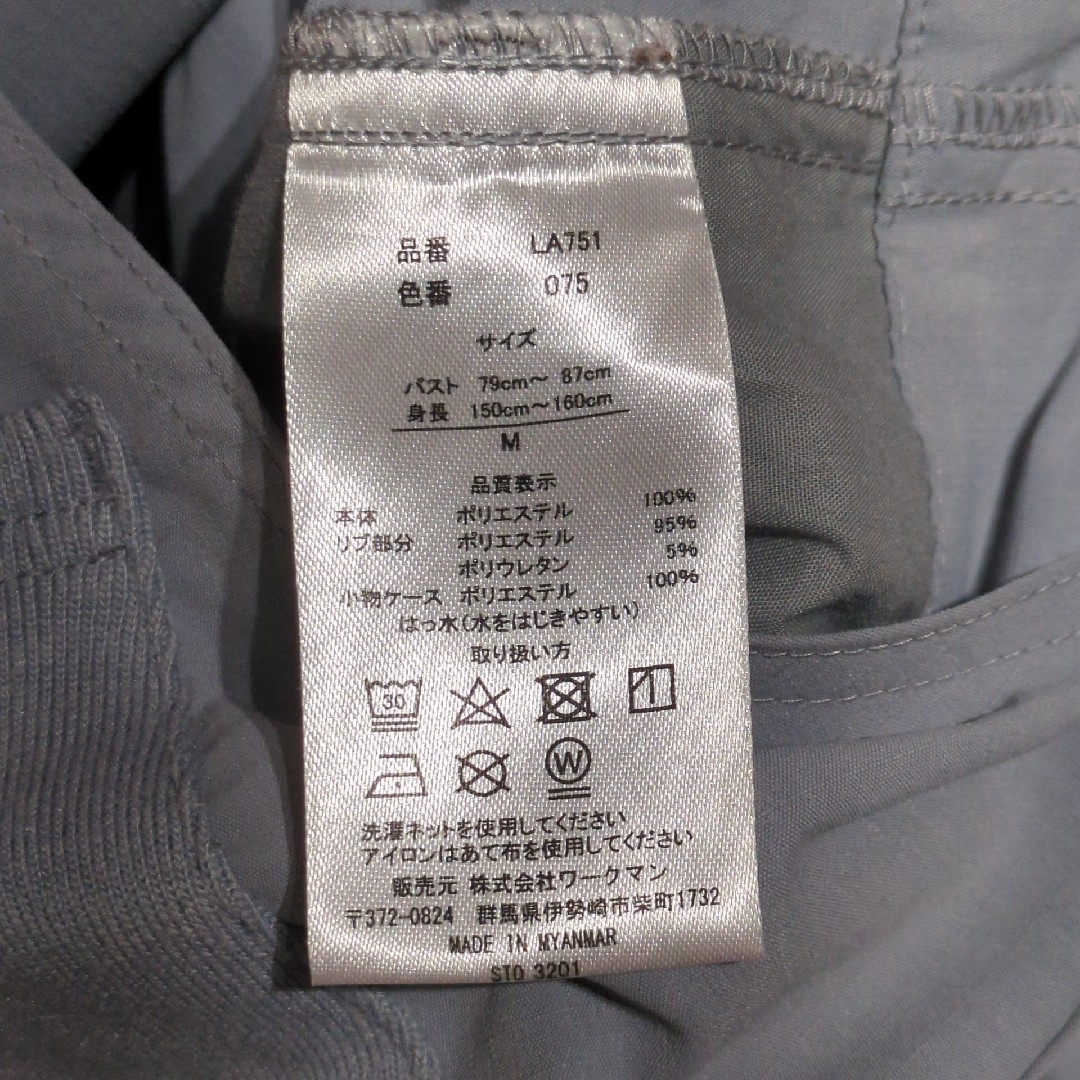 品番 LA751
色番 075
サイズ
バスト 79cm～ 87cm
身長 150cm～160cm
M
品質表示
本体 ポリエステル 100%
リブ部分 ポリエステル 95%
ポリウレタン 5%
小物ケース ポリエステル 100%
はっ水(水をはじきやすい)
取り扱い方
30
W
洗濯ネットを使用してください
アイロンはあて布を使用してください
販売元 株式会社ワークマン
〒372-0824 群馬県伊勢崎市柴町1732
MADE IN MYANMAR
STO 3201